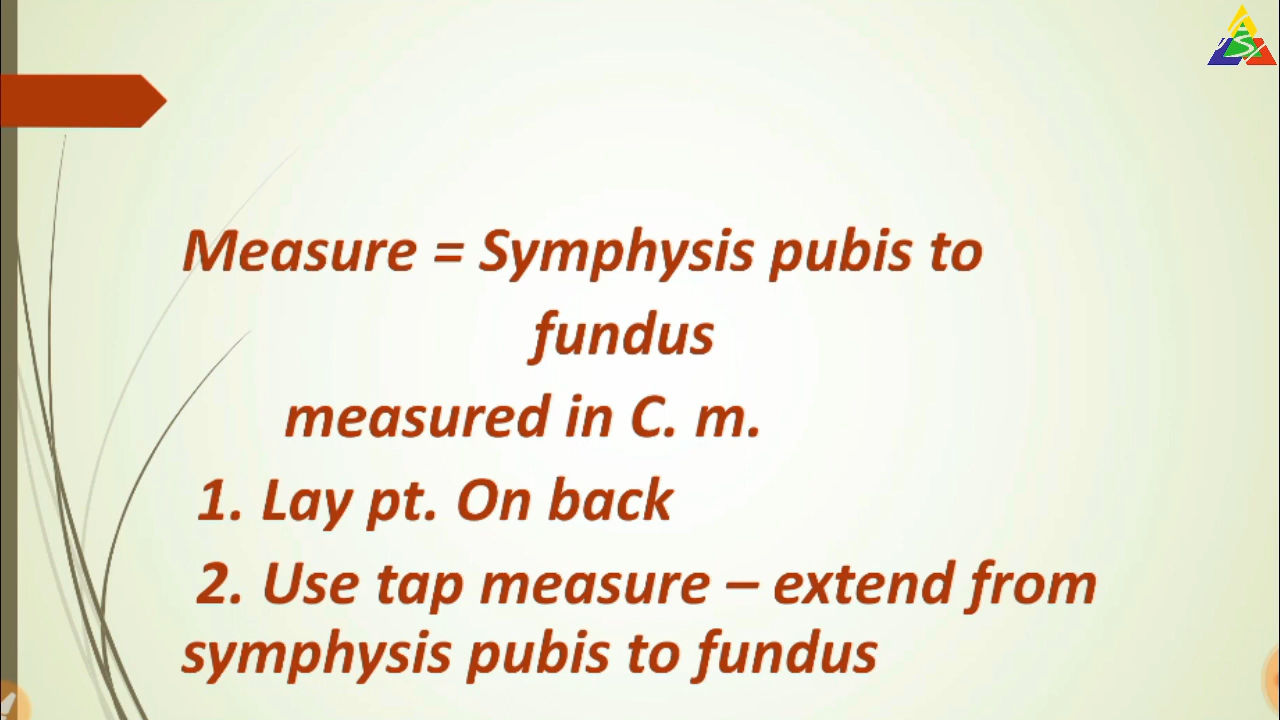 Measure = Symphysis pubis to
fundus
measured in C. m.
1. Lay pt. On back
2. Use tap measure – extend from
symphysis pubis to fundus